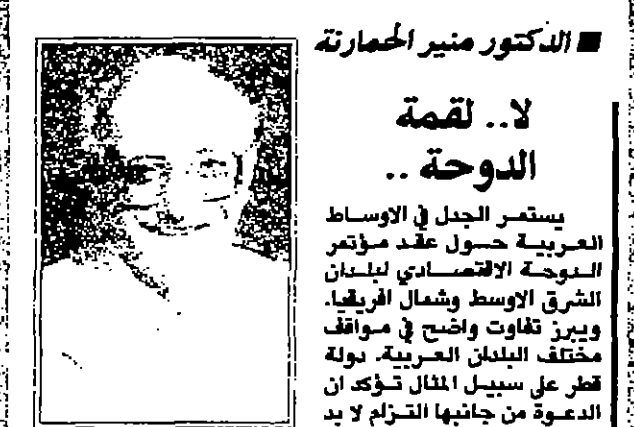 ■ الدكتور منير الحمارنة
لا.. لقمة
الدوحة ..
يستمر الجدل في الاوساط
العربية حول عقد مؤتمر
الدوحة الاقتصادي لبلدان
الشرق الاوسط وشمال افريقيا.
ويبرز تفاوت واضح في مواقف
مختلف البلدان العربية. دولة
قطر على سبيل المثال تؤكد ان
الدعوة من جانبها التزام لا بد